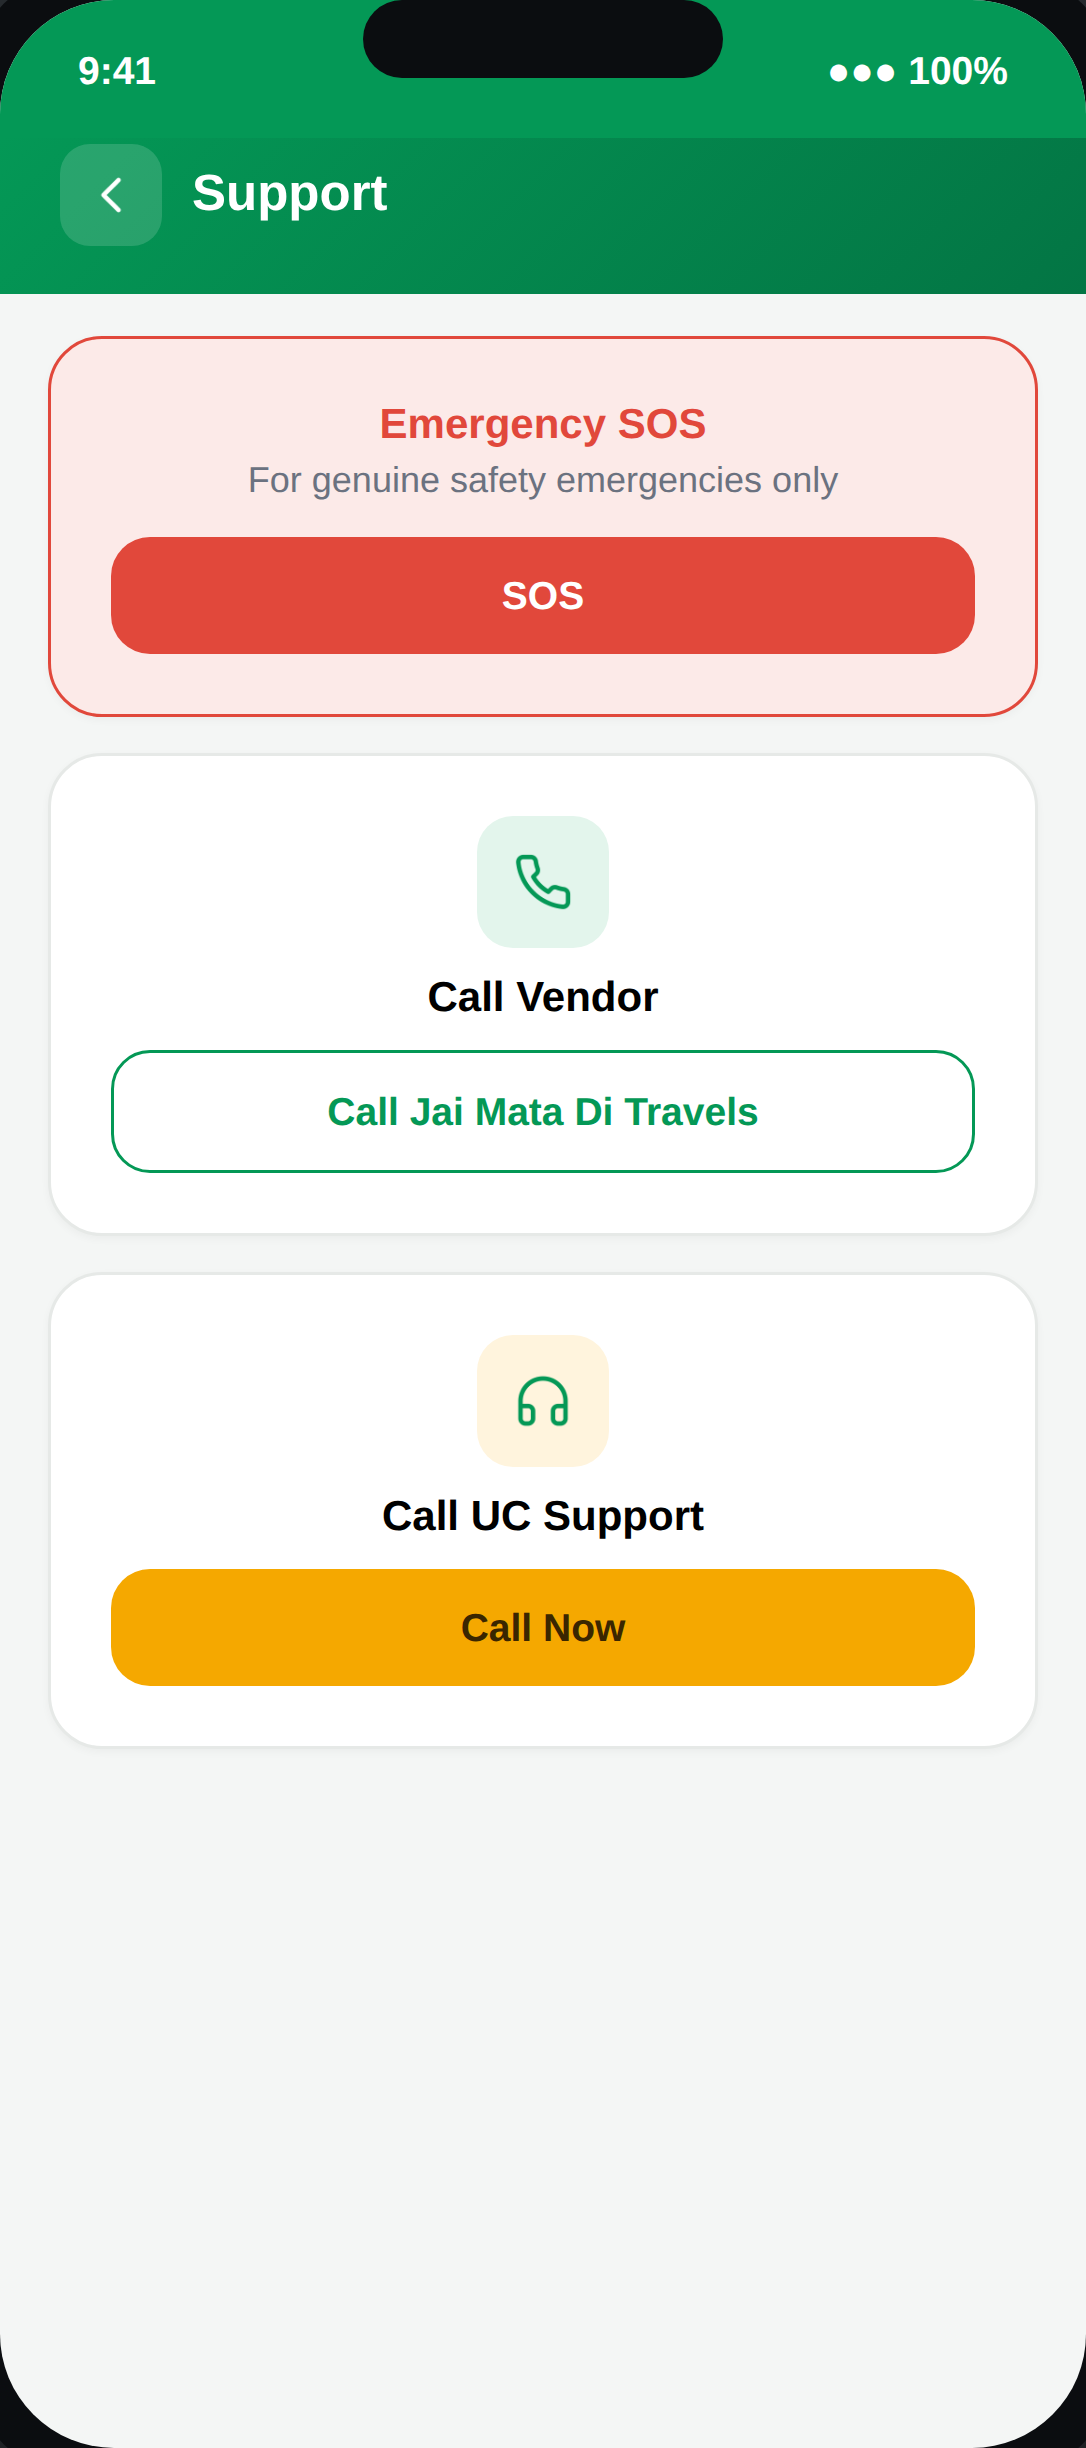 9:41
●●● 100%
Support
Emergency SOS
For genuine safety emergencies only
SOS
Call Vendor
Call Jai Mata Di Travels
Call UC Support
Call Now